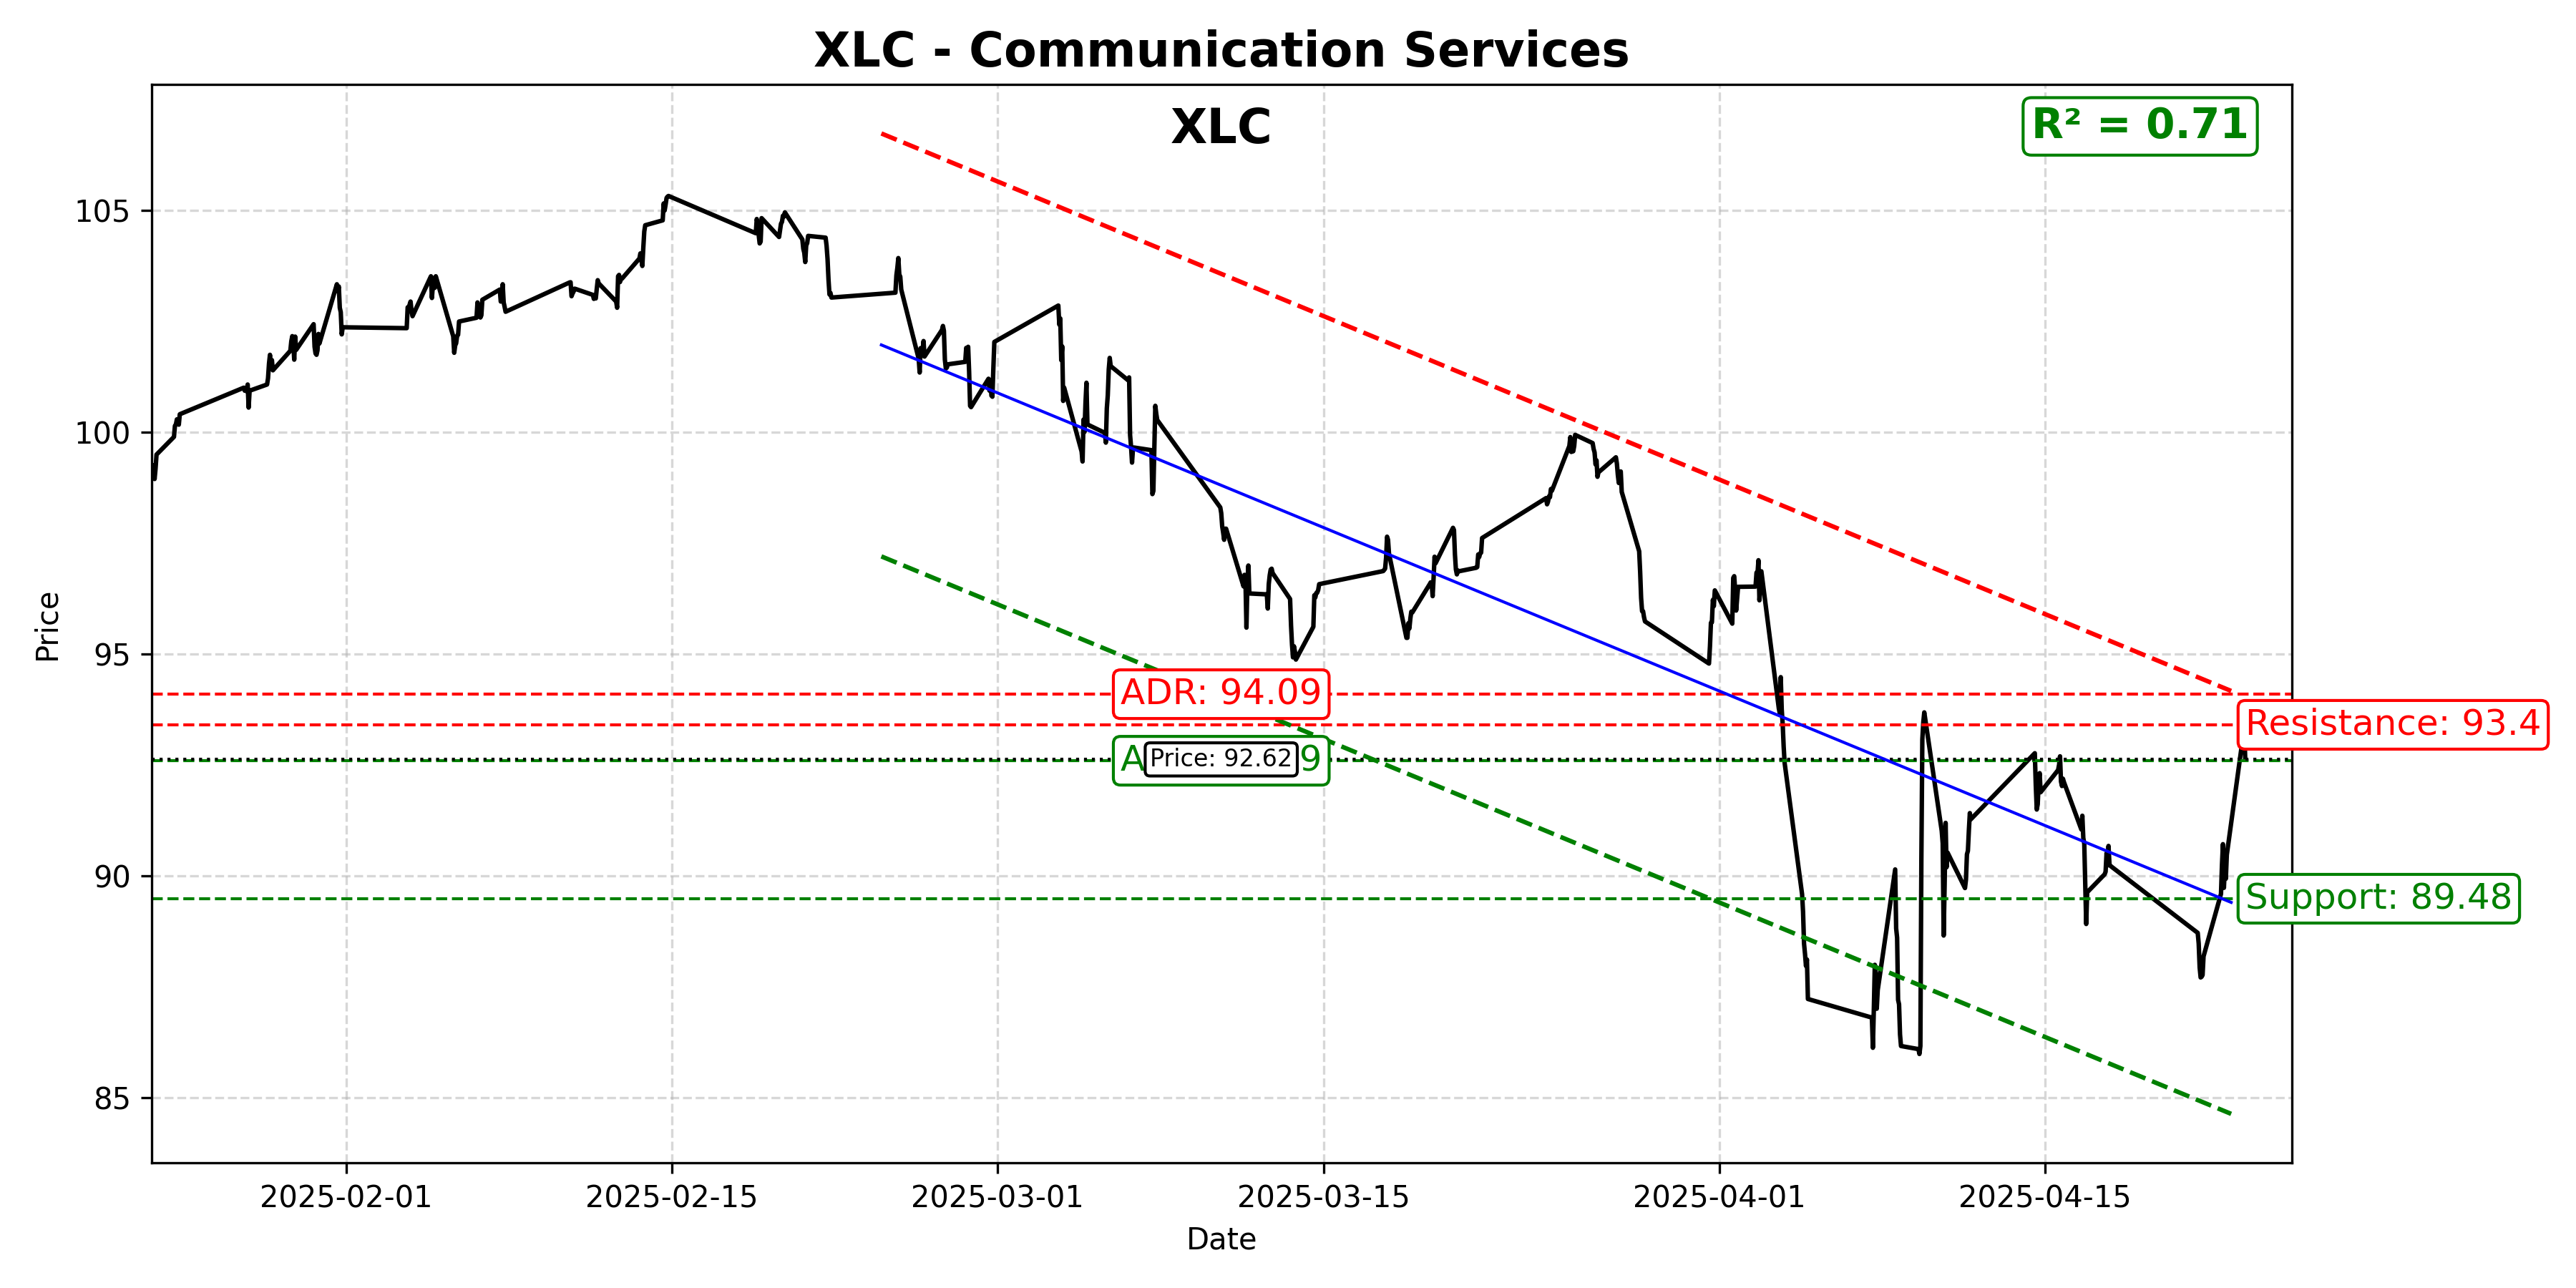 XLC - Communication Services
XLC
R² = 0.71
105
100
95
90
85
Price
ADR: 94.09
Resistance: 93.4
A
Price: 92.62
9
Support: 89.48
2025-02-01
2025-02-15
2025-03-01
2025-03-15
2025-04-01
2025-04-15
Date